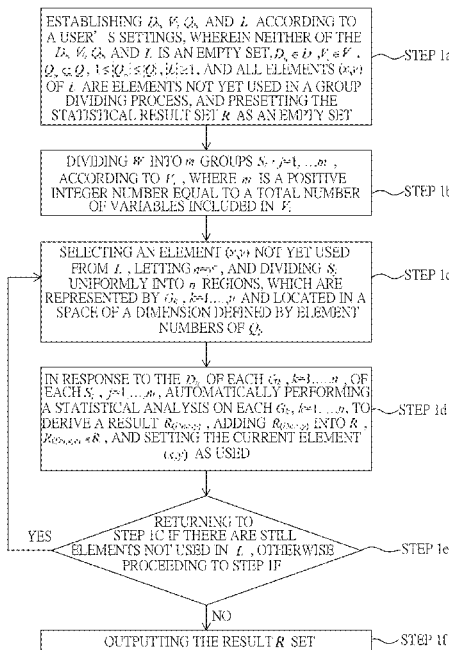 ESTABLISHING D, V, Q, AND L ACCORDING TO
A USER'S SETTINGS, WHEREIN NEITHER OF THE
D, V, Q, AND L IS AN EMPTY SET,
AND ALL ELEMENTS (x,y)
OF L ARE ELEMENTS NOT YET USED IN A GROUP
DIVIDING PROCESS, AND PRESETTING THE
STATISTICAL RESULT SET R AS AN EMPTY SET
STEP 1a
DIVIDING W INTO m GROUPS S, j=1,...,m,
ACCORDING TO V, WHERE m IS A POSITIVE
INTEGER NUMBER EQUAL TO A TOTAL NUMBER
OF VARIABLES INCLUDED IN V
STEP 1b
SELECTING AN ELEMENT (x,y) NOT YET USED
FROM L, LETTING AND DIVIDING S
UNIFORMLY INTO n REGIONS, WHICH ARE
REPRESENTED BY G, k=1,...,n AND LOCATED IN A
SPACE OF A DIMENSION DEFINED BY ELEMENT
NUMBERS OF Q
STEP 1c
IN RESPONSE TO THE D OF EACH G, k=1,...,n, OF
EACH S, j=1,...,m, AUTOMATICALLY PERFORMING
A STATISTICAL ANALYSIS ON EACH G, k=1,...,n, TO
DERIVE A RESULT R, ADDING R INTO R,
AND SETTING THE CURRENT ELEMENT
(x,y) AS USED
STEP 1d
RETURNING TO
STEP 1C IF THERE ARE STILL
ELEMENTS NOT USED IN L, OTHERWISE
PROCEEDING TO STEP 1F
STEP 1e
YES
NO
OUTPUTTING THE RESULT R SET
STEP 1f